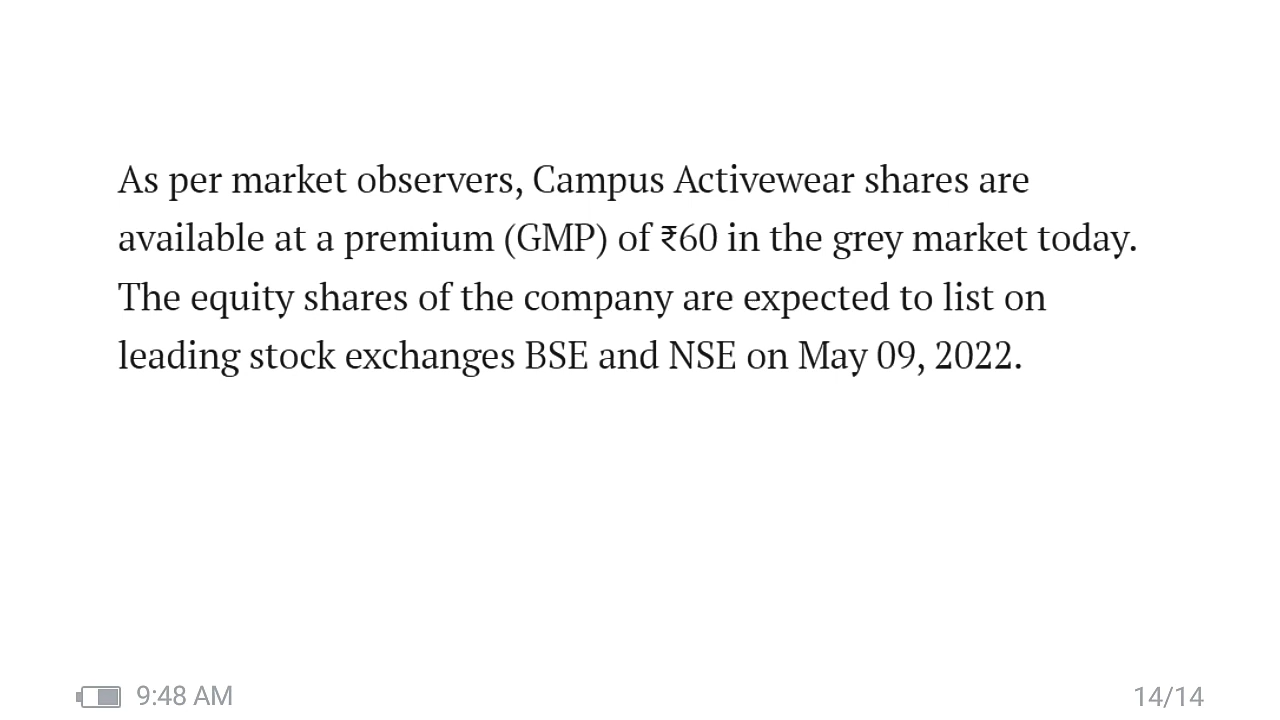 As per market observers, Campus Activewear shares are
available at a premium (GMP) of ₹60 in the grey market today.
The equity shares of the company are expected to list on
leading stock exchanges BSE and NSE on May 09, 2022.
9:48 AM
14/14